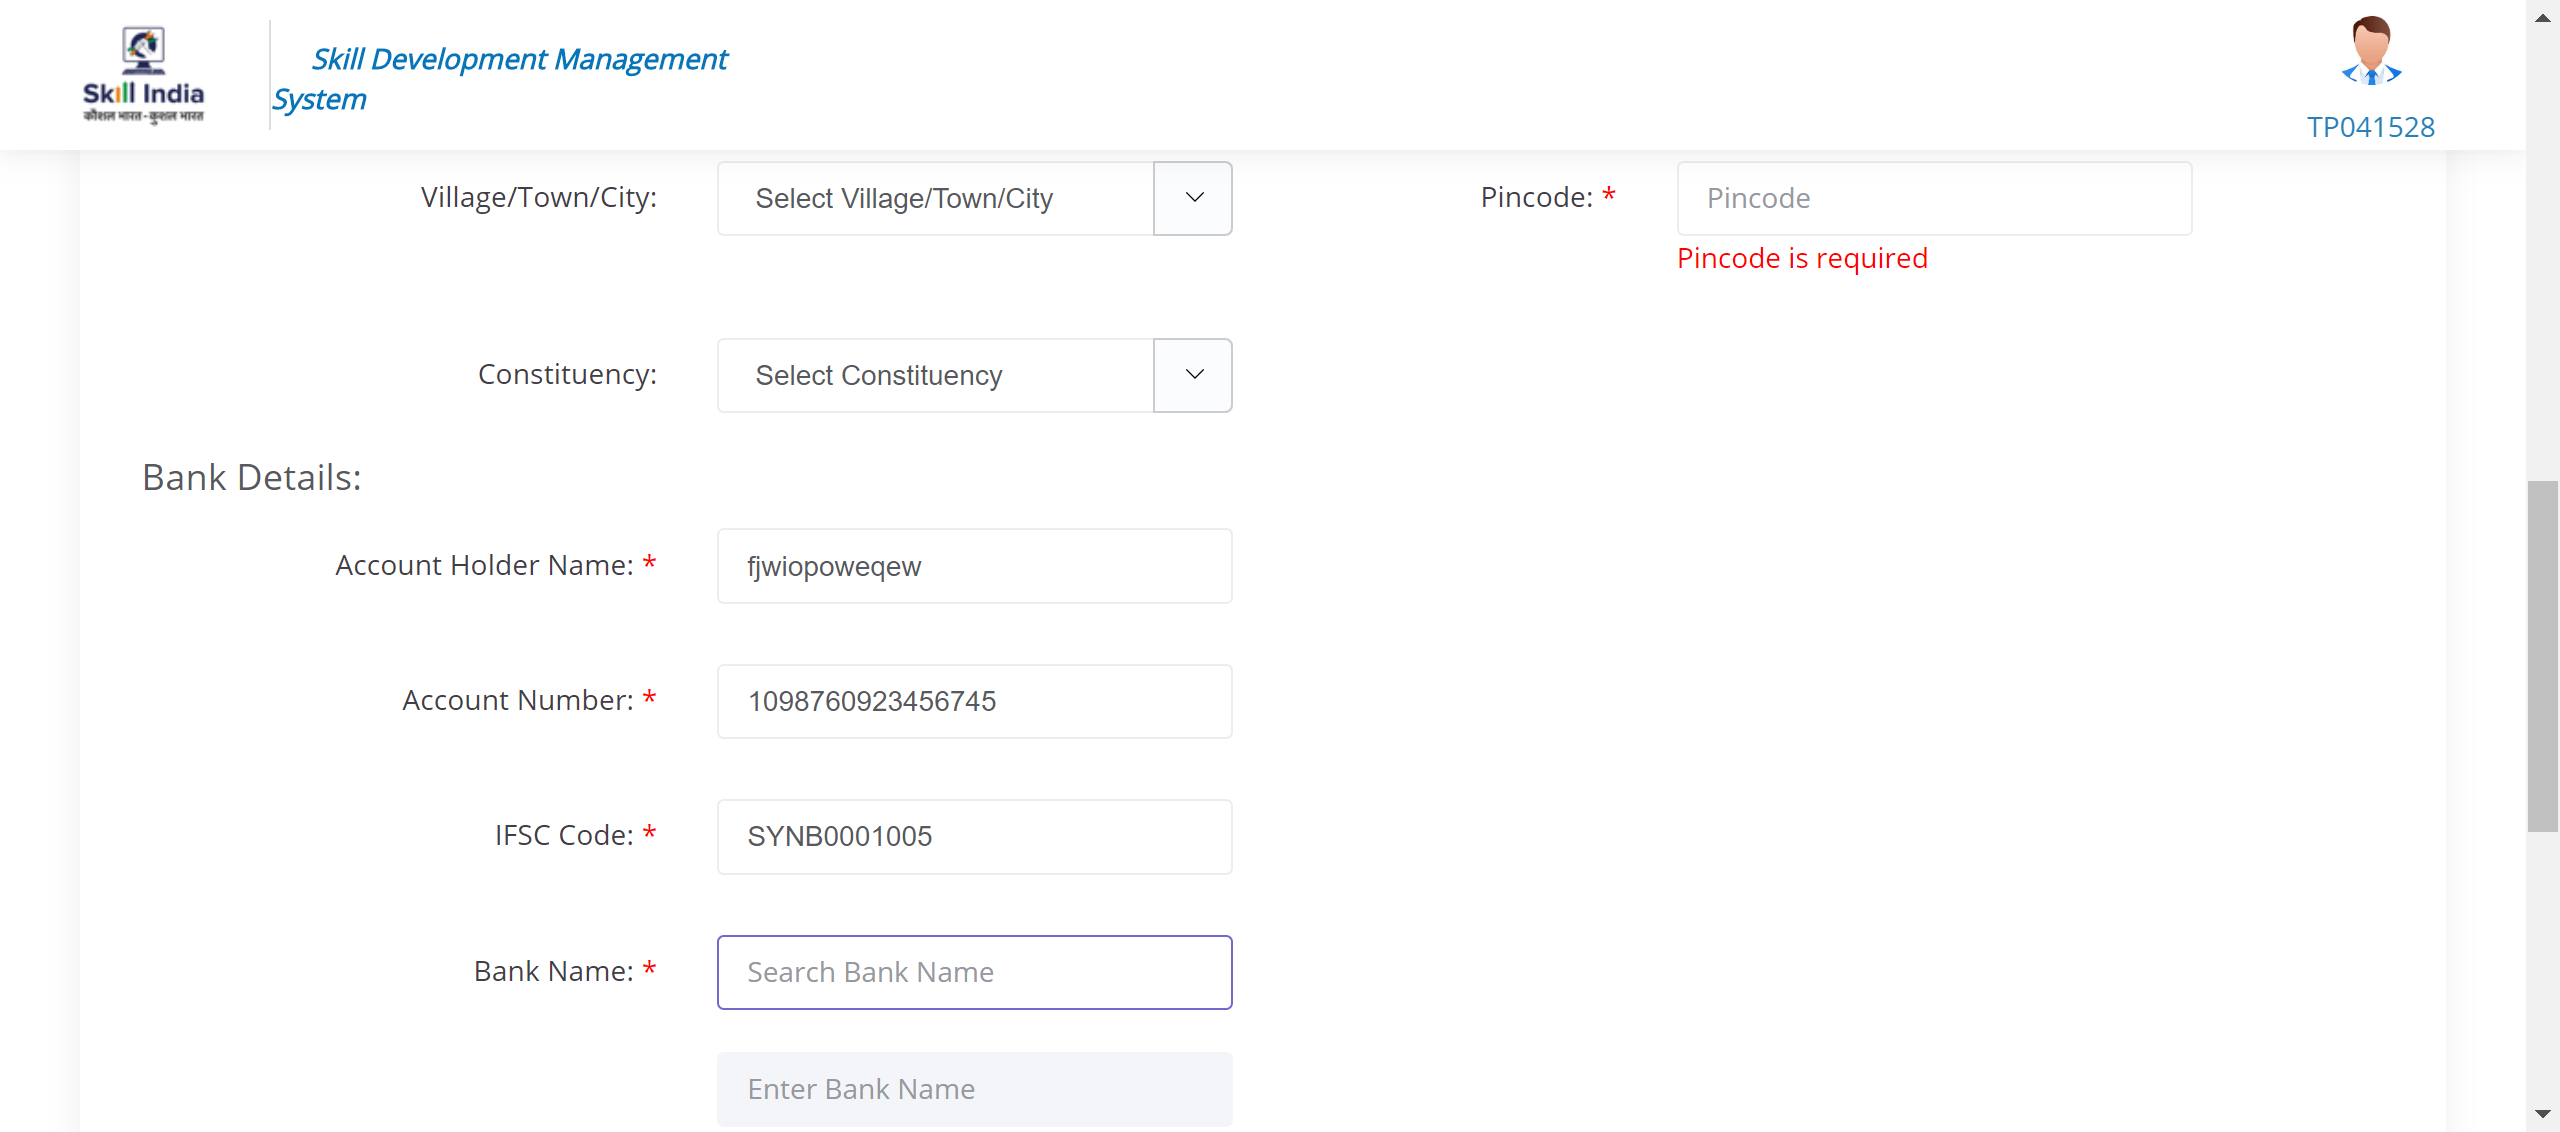 Skill India
कौशल भारत - कुशल भारत
Skill Development Management
System
TP041528
Village/Town/City:
Select Village/Town/City
Pincode: *
Pincode
Pincode is required
Constituency:
Select Constituency
Bank Details:
Account Holder Name: *
fjwiopoweqew
Account Number: *
1098760923456745
IFSC Code: *
SYNB0001005
Bank Name: *
Search Bank Name
Enter Bank Name